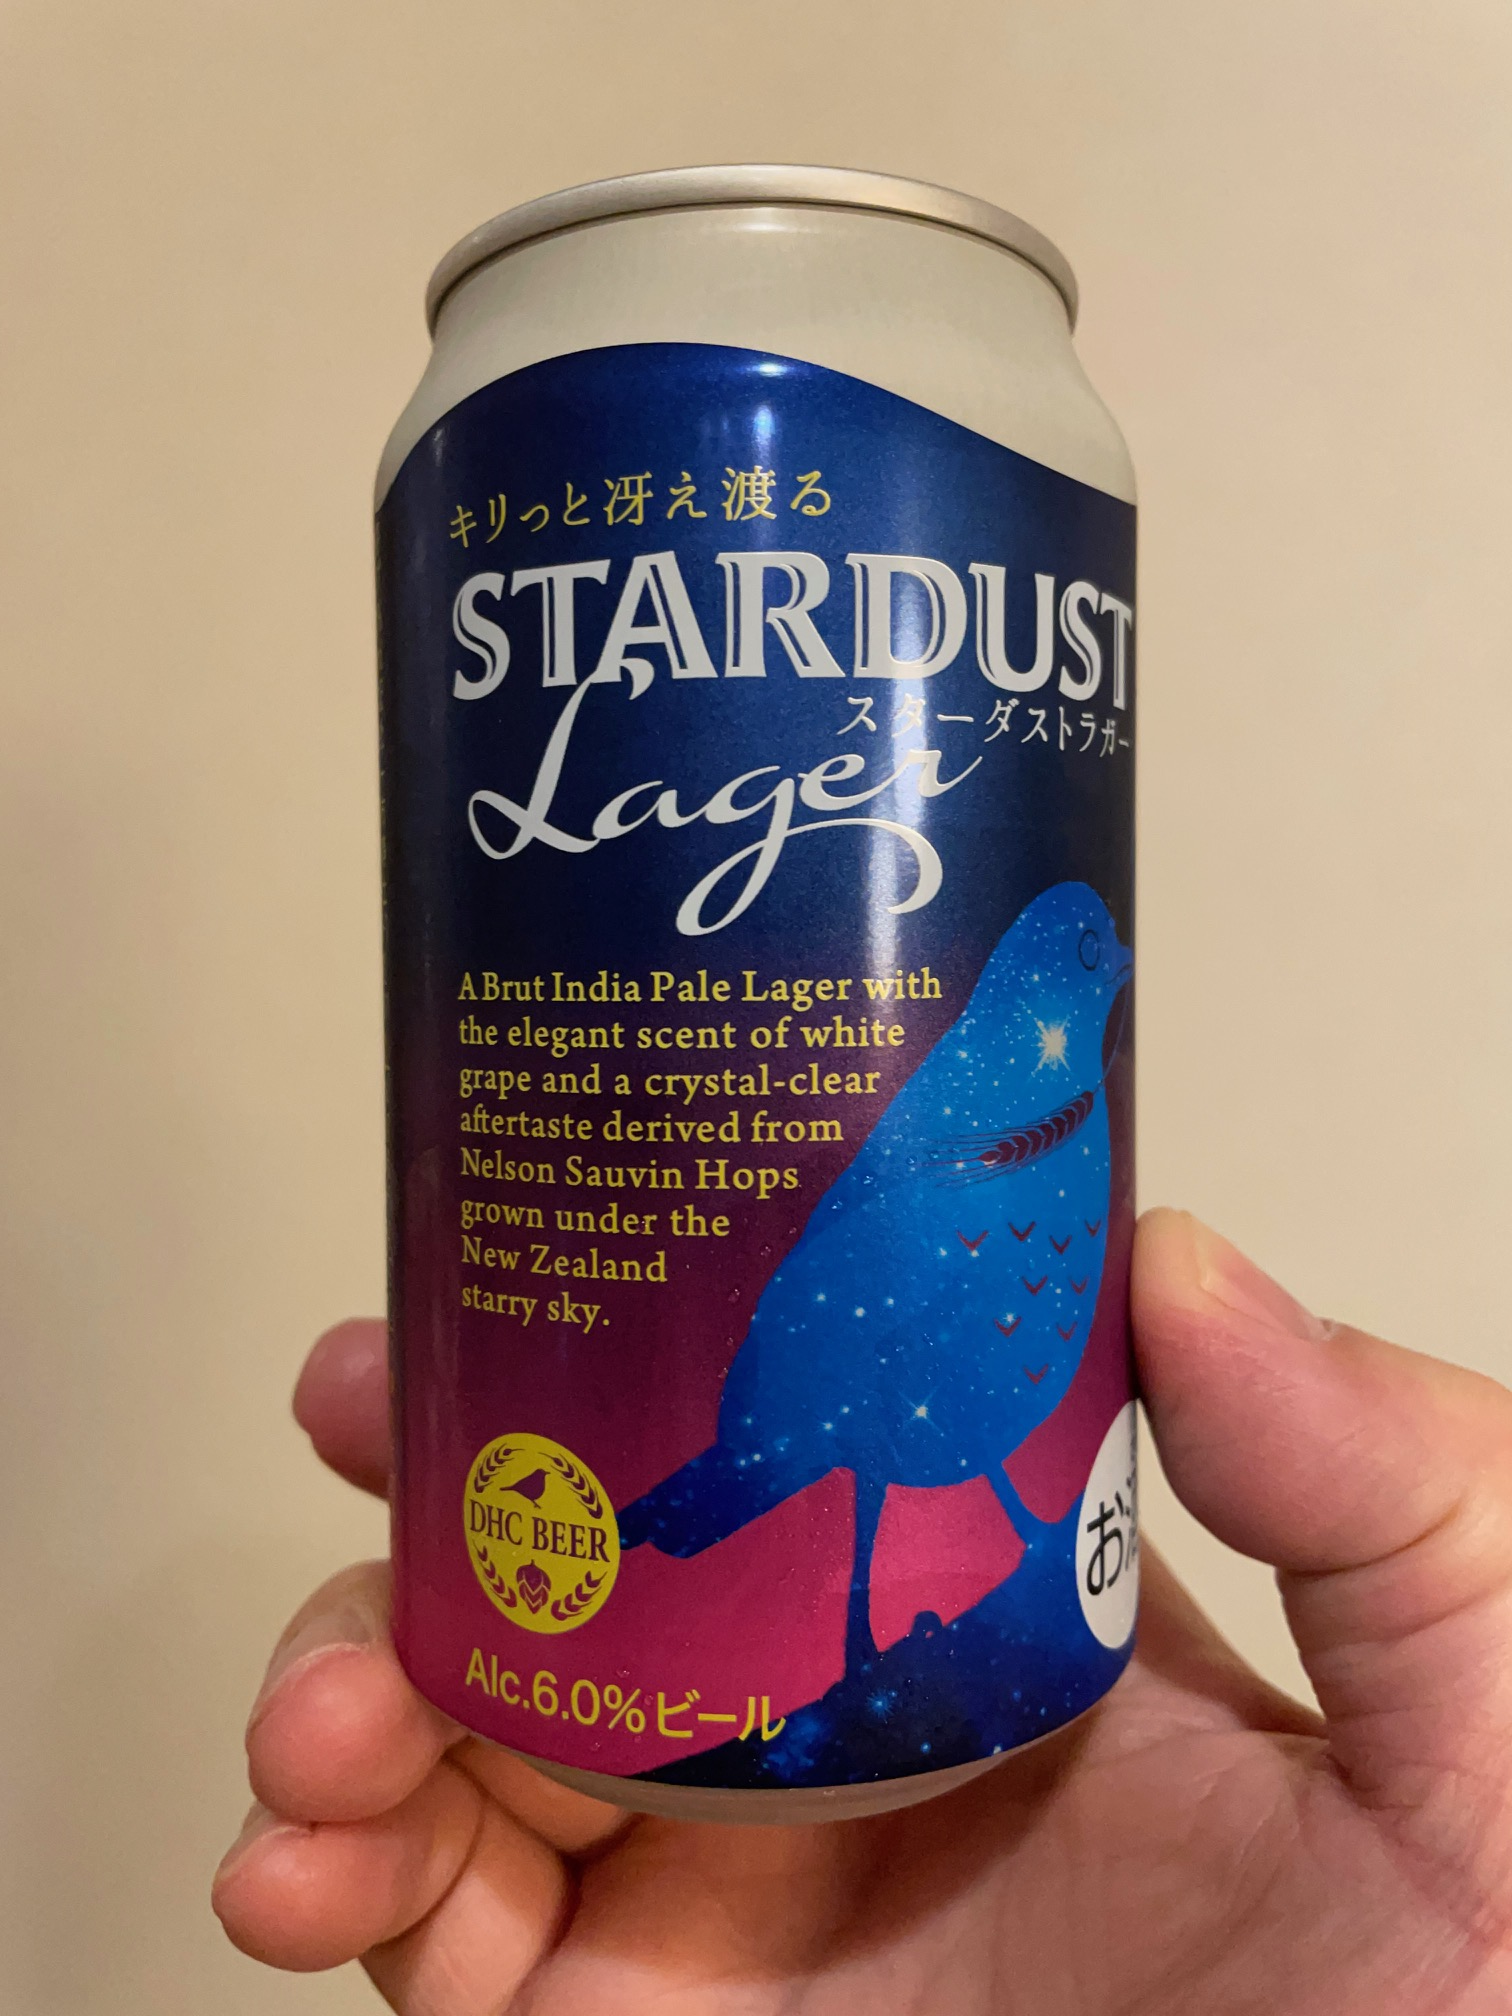 キリっと冴え渡る
STARDUST
スターダストラガー
Lager
A Brut India Pale Lager with
the elegant scent of white
grape and a crystal-clear
aftertaste derived from
Nelson Sauvin Hops
grown under the
New Zealand
starry sky.
DHC BEER
Alc.6.0%ビール